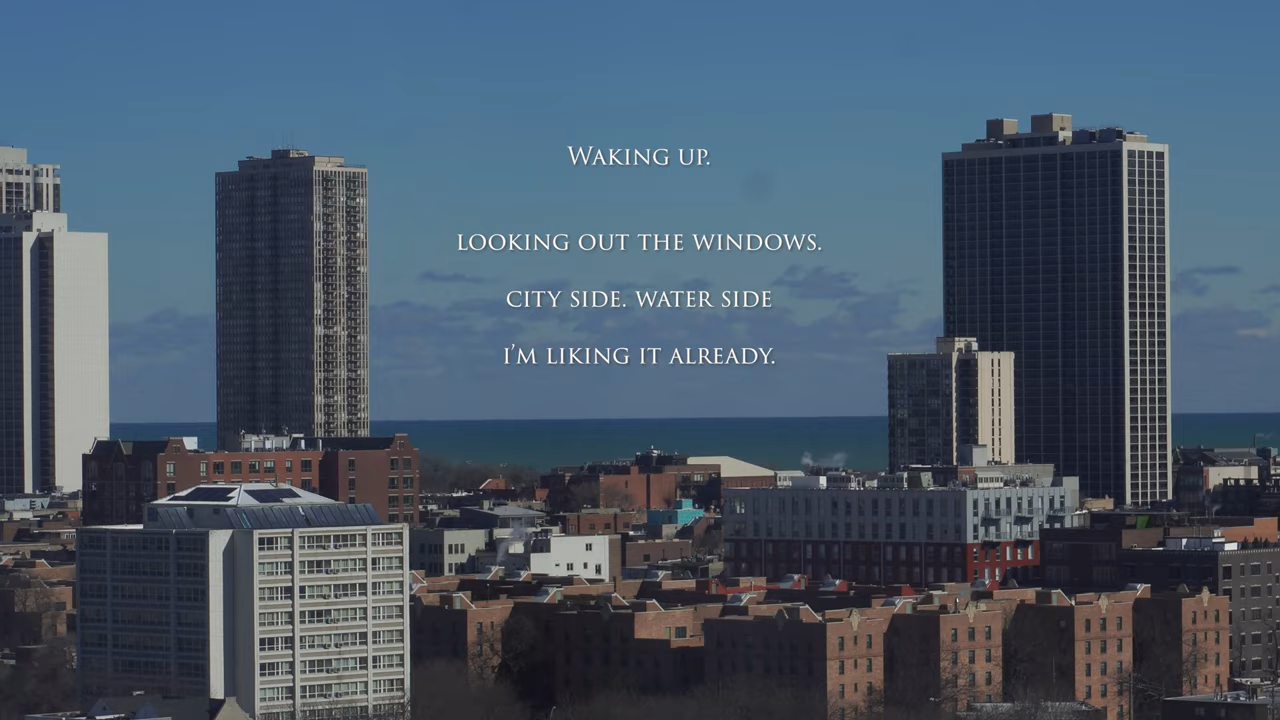 Waking up.
looking out the windows.
city side. water side
i'm liking it already.